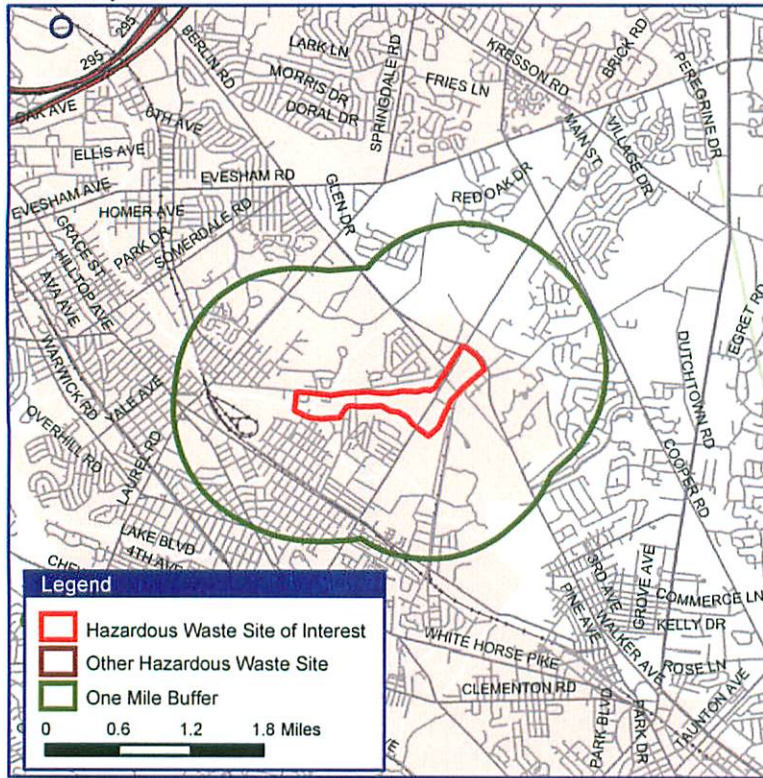 295
295
BERLIN RD
LARK LN
MORRIS DR
DORAL DR
SPRINGDALE RD
FRIES LN
KRESSON RD
BRICK RD
PEREGRINE DR
OAK AVE
6TH AVE
ELLIS AVE
EVESHAM RD
MAIN ST
VILLAGE DR
EVESHAM AVE
HOMER AVE
GLEN DR
RED OAK DR
PARK DR
SOMERDALE RD
GRACE ST
HILLTOP AVE
AVA AVE
EGRET RD
DUTCHTOWN RD
WARWICK RD
YALE AVE
OVERHILL RD
LAUREL RD
COOPER RD
LAKE BLVD
4TH AVE
3RD AVE
GROVE AVE
PINE AVE
WALKER AVE
COMMERCE LN
KELLY DR
WHITE HORSE PIKE
ROSE LN
CLEMENTON RD
PARK BLVD
PARK DR
TAUNTON AVE
Legend
Hazardous Waste Site of Interest
Other Hazardous Waste Site
One Mile Buffer
0 0.6 1.2 1.8 Miles